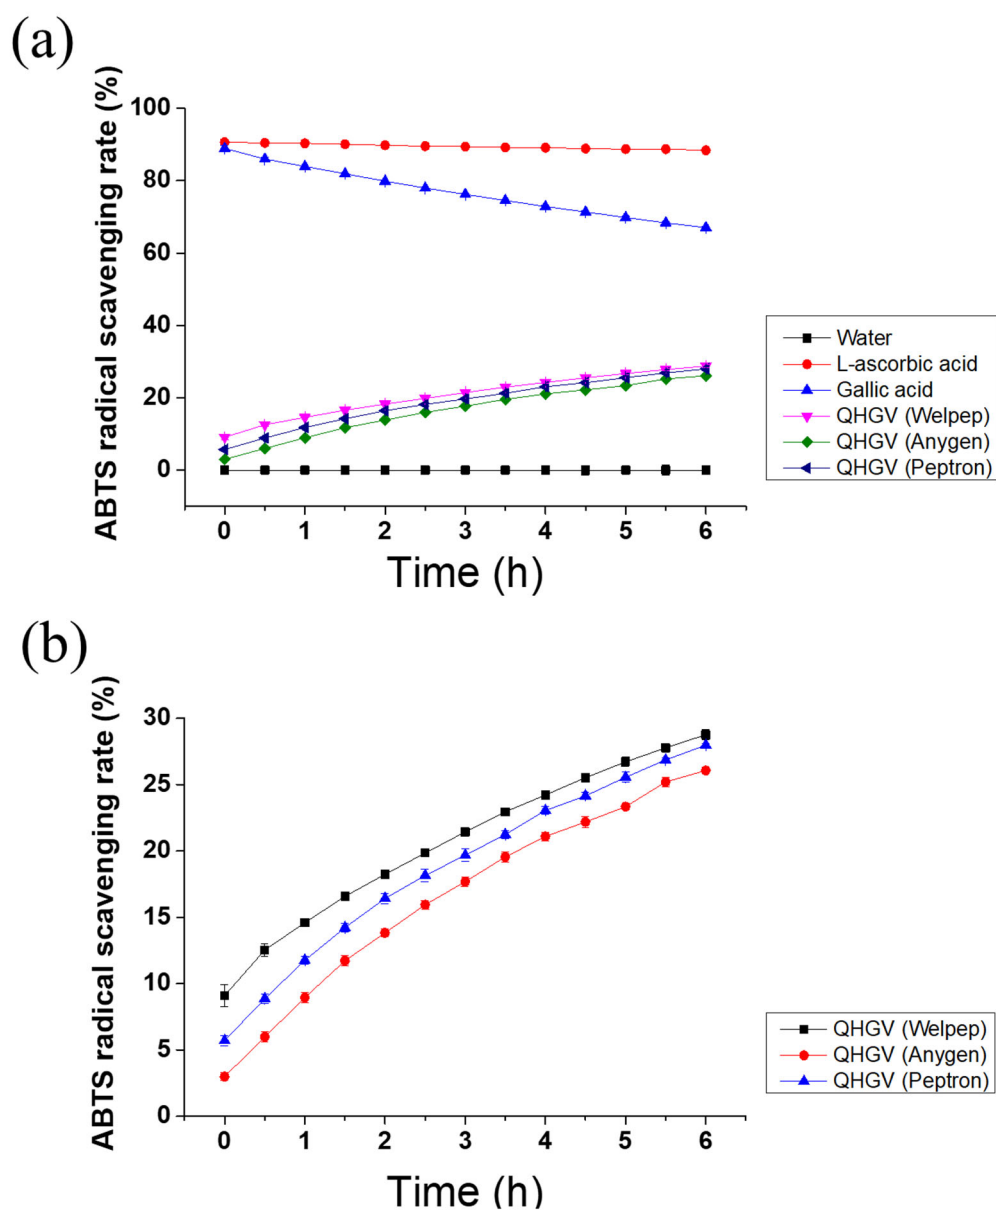 (a)
ABTS radical scavenging rate (%)
100
80
60
40
20
0
0 1 2 3 4 5 6
Time (h)
Water
L-ascorbic acid
Gallic acid
QHGV (Welpep)
QHGV (Anygen)
QHGV (Peptron)
(b)
ABTS radical scavenging rate (%)
30
25
20
15
10
5
0
0 1 2 3 4 5 6
Time (h)
QHGV (Welpep)
QHGV (Anygen)
QHGV (Peptron)